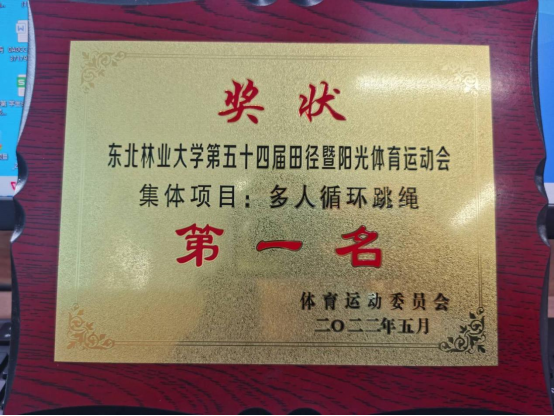 奖状
东北林业大学第五十四届田径暨阳光体育运动会
集体项目：多人循环跳绳
第一名
体育运动委员会
二〇二二年五月